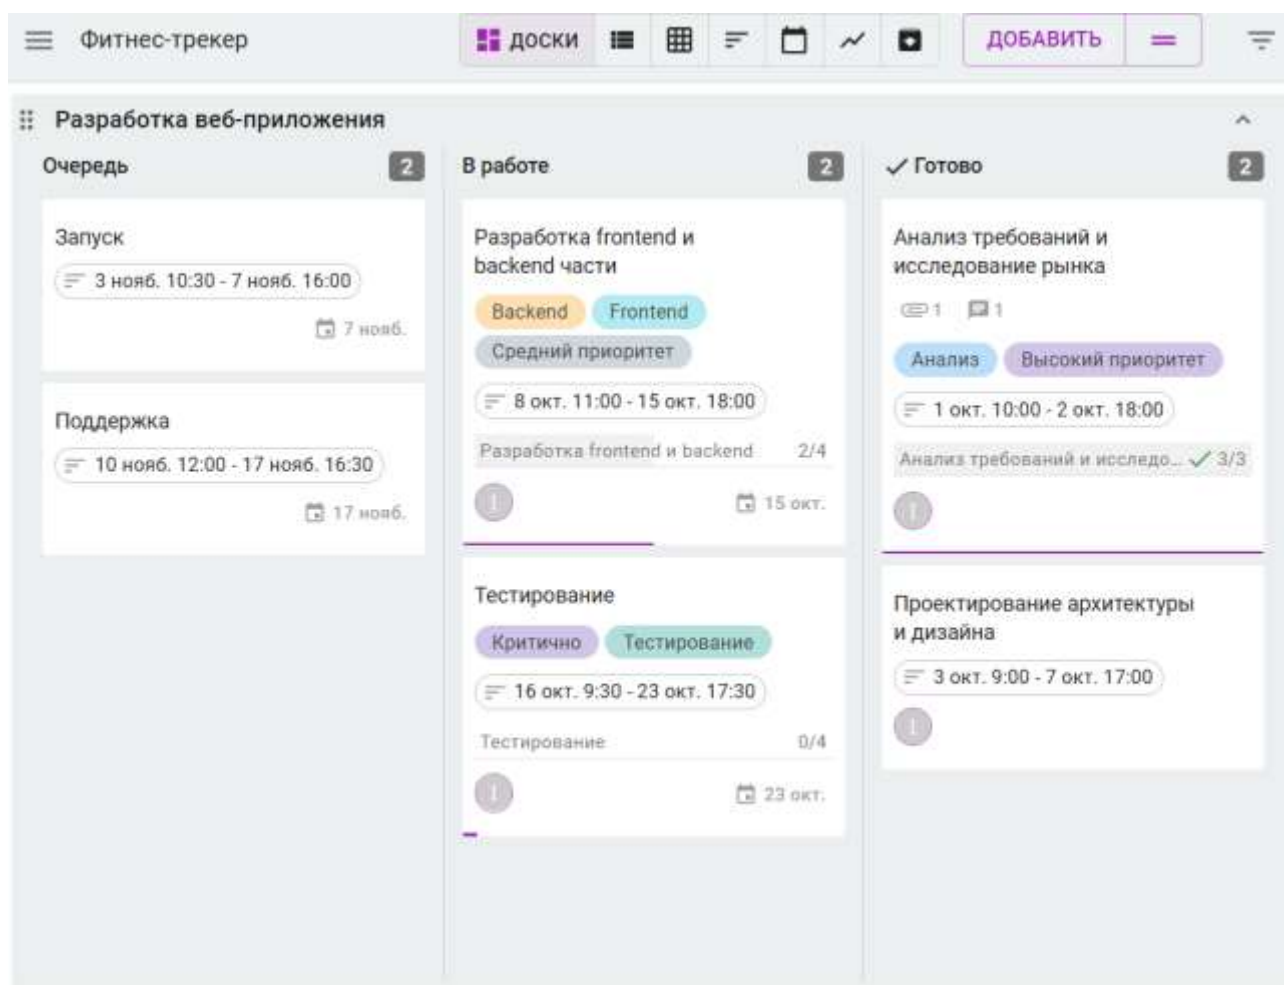 Фитнес-трекер
ДОСКИ
ДОБАВИТЬ
Разработка веб-приложения
Очередь 2
Запуск
3 нояб. 10:30 - 7 нояб. 16:00
7 нояб.
Поддержка
10 нояб. 12:00 - 17 нояб. 16:30
17 нояб.
В работе 2
Разработка frontend и
backend части
Backend Frontend
Средний приоритет
8 окт. 11:00 - 15 окт. 18:00
Разработка frontend и backend 2/4
I
15 окт.
Тестирование
Критично Тестирование
16 окт. 9:30 - 23 окт. 17:30
Тестирование 0/4
I
23 окт.
Готово 2
Анализ требований и
исследование рынка
1 1
Анализ Высокий приоритет
1 окт. 10:00 - 2 окт. 18:00
Анализ требований и исследо... 3/3
I
Проектирование архитектуры
и дизайна
3 окт. 9:00 - 7 окт. 17:00
I